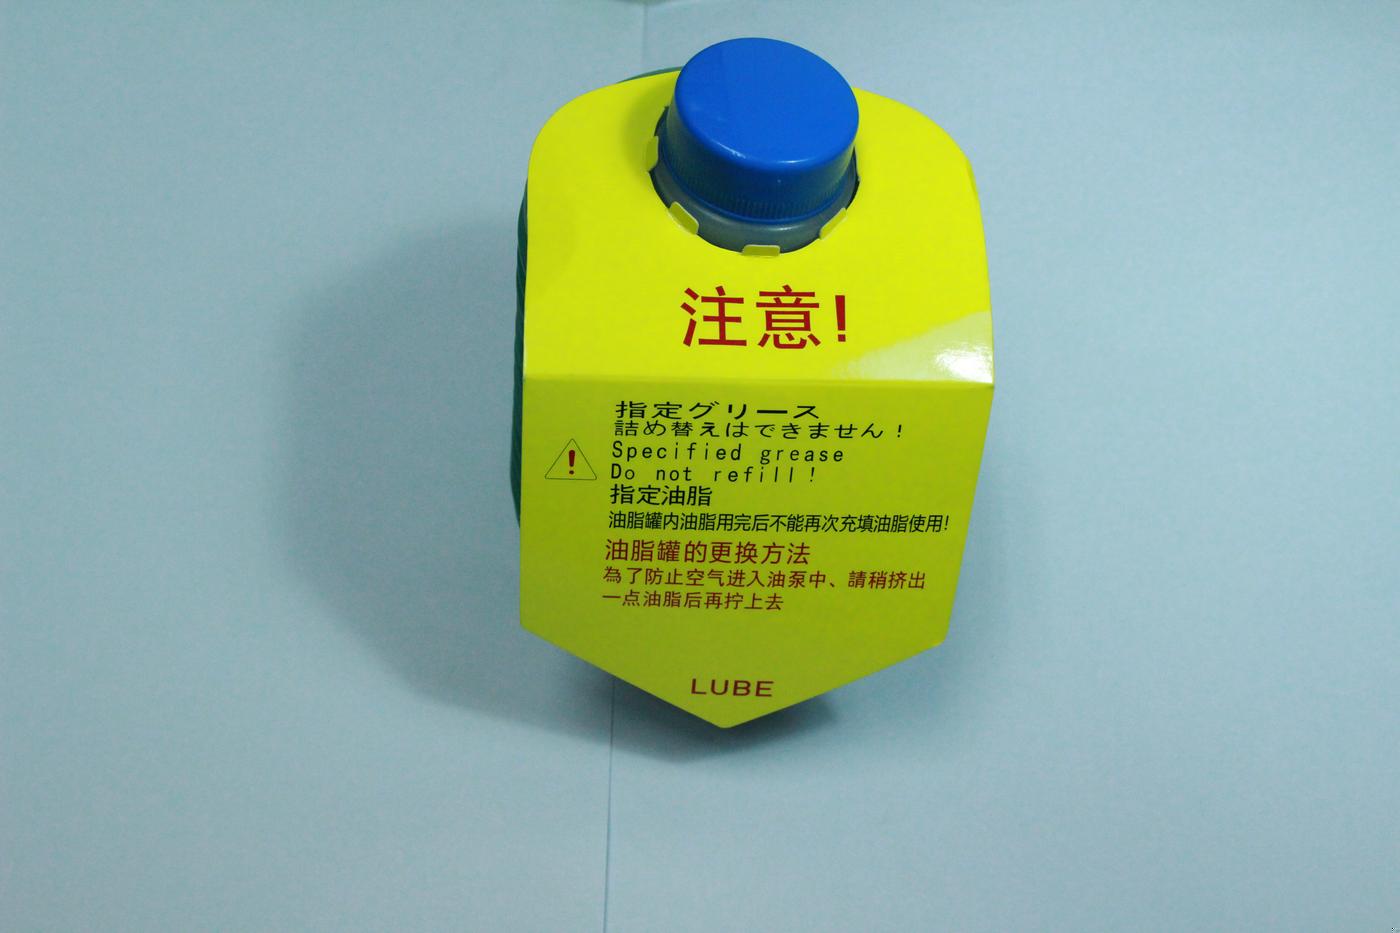 注意!
指定グリース
詰め替えはできません!
Specified grease
Do not refill!
指定油脂
油脂罐内油脂用完后不能再次充填油脂使用!
油脂罐的更换方法
為了防止空气进入油泵中、請稍挤出
一点油脂后再拧上去
LUBE